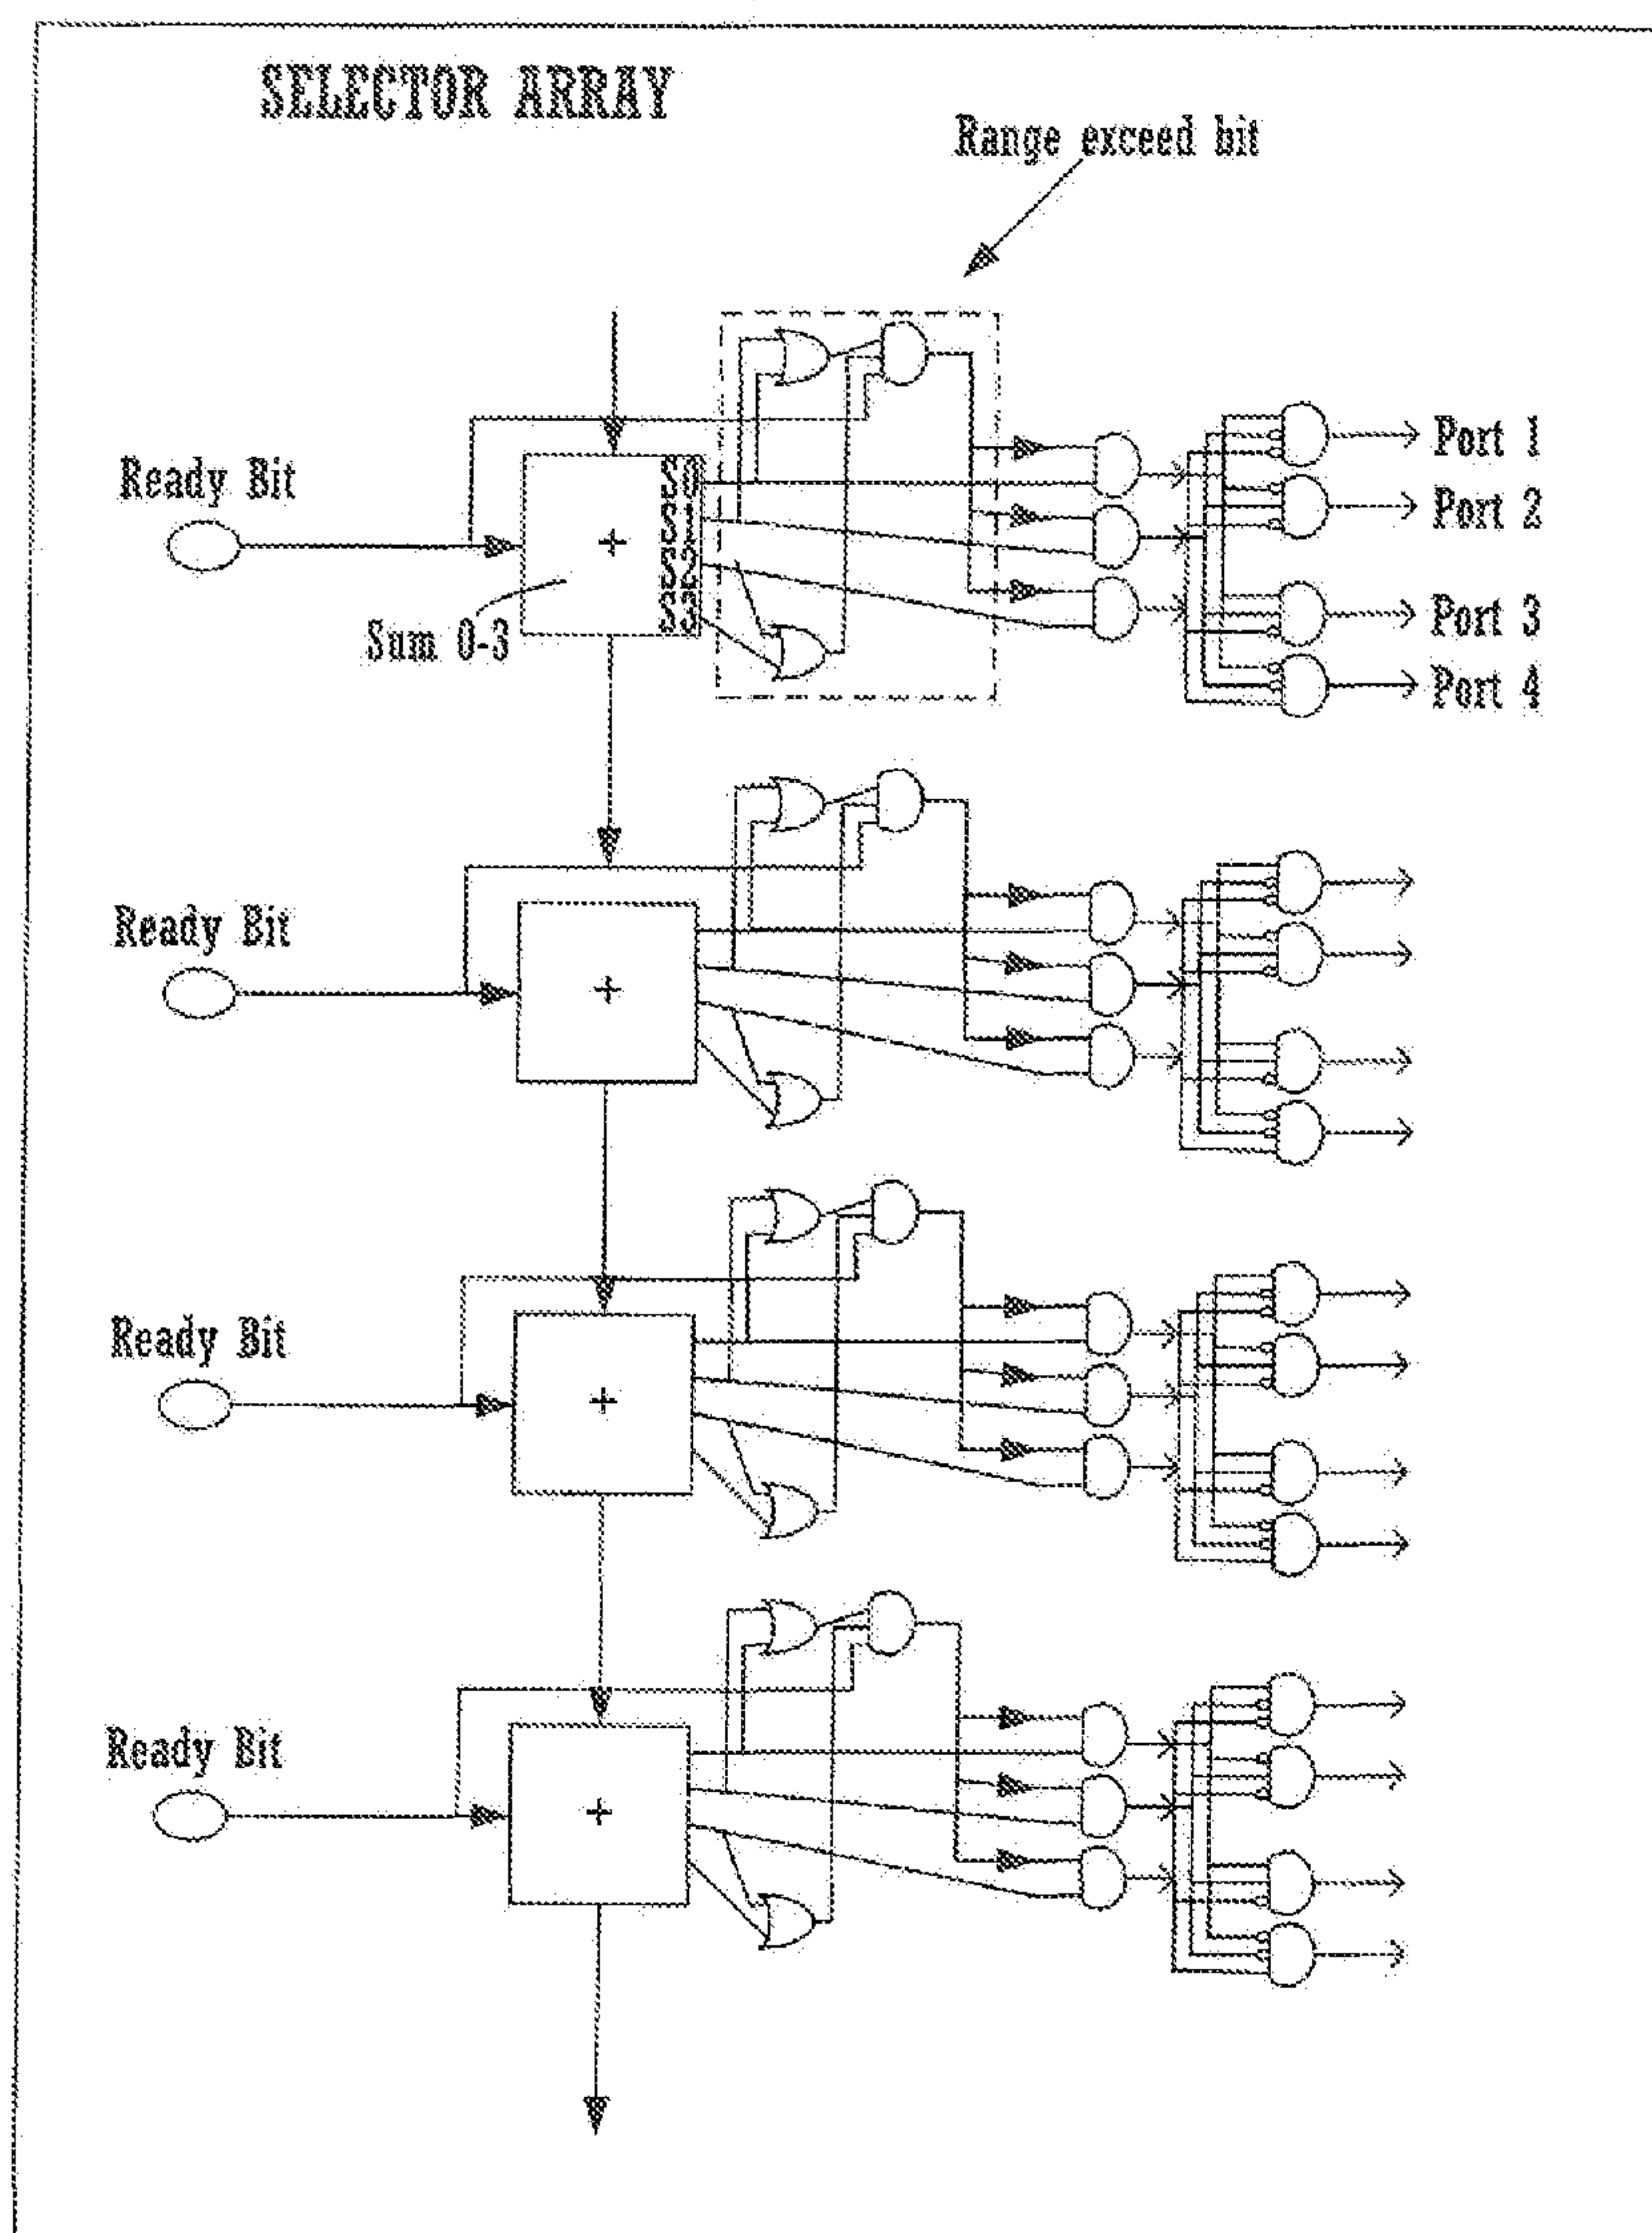 SELECTOR ARRAY
Range exceed bit
Ready Bit
S0
S1
S2
S3
+
Sum 0-3
Port 1
Port 2
Port 3
Port 4
Ready Bit
+
Ready Bit
+
Ready Bit
+